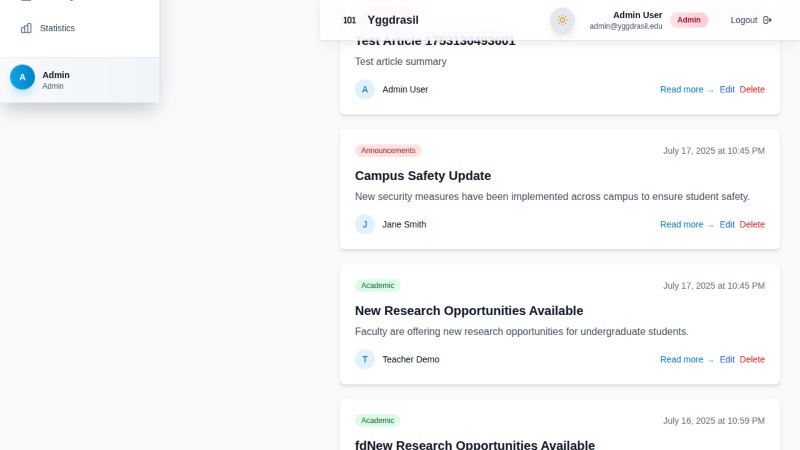 Statistics
A
Admin
Admin
101 Yggdrasil
Admin User
admin@yggdrasil.edu
Admin
Logout
Test Article 1753130493601
Test article summary
A Admin User
Read more → Edit Delete
Announcements
July 17, 2025 at 10:45 PM
Campus Safety Update
New security measures have been implemented across campus to ensure student safety.
J Jane Smith
Read more → Edit Delete
Academic
July 17, 2025 at 10:45 PM
New Research Opportunities Available
Faculty are offering new research opportunities for undergraduate students.
T Teacher Demo
Read more → Edit Delete
Academic
July 16, 2025 at 10:59 PM
fdNew Research Opportunities Available